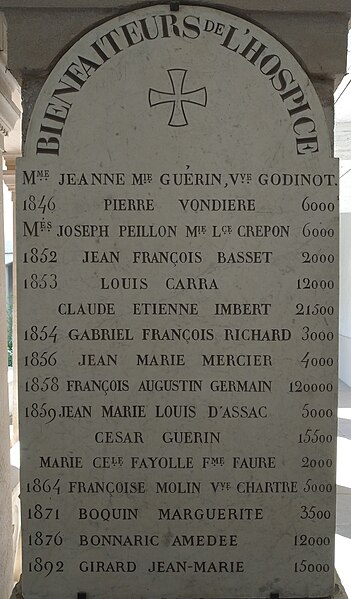 BIENFAITEURS DE L'HOSPICE
MME JEANNE MIE GUÉRIN, VVE GODINOT.
1846 PIERRE VONDIERE 6000
MÉS JOSEPH PEILLON MIE LCE CREPON 6000
1852 JEAN FRANÇOIS BASSET 2000
1853 LOUIS CARRA 12000
CLAUDE ETIENNE IMBERT 21500
1854 GABRIEL FRANÇOIS RICHARD 3000
1856 JEAN MARIE MERCIER 4000
1858 FRANÇOIS AUGUSTIN GERMAIN 120000
1859 JEAN MARIE LOUIS D'ASSAC 5000
CESAR GUERIN 15500
MARIE CELE FAYOLLE FME FAURE 2000
1864 FRANÇOISE MOLIN VVE CHARTRE 5000
1871 BOQUIN MARGUERITE 3500
1876 BONNARIC AMEDEE 12000
1892 GIRARD JEAN-MARIE 15000